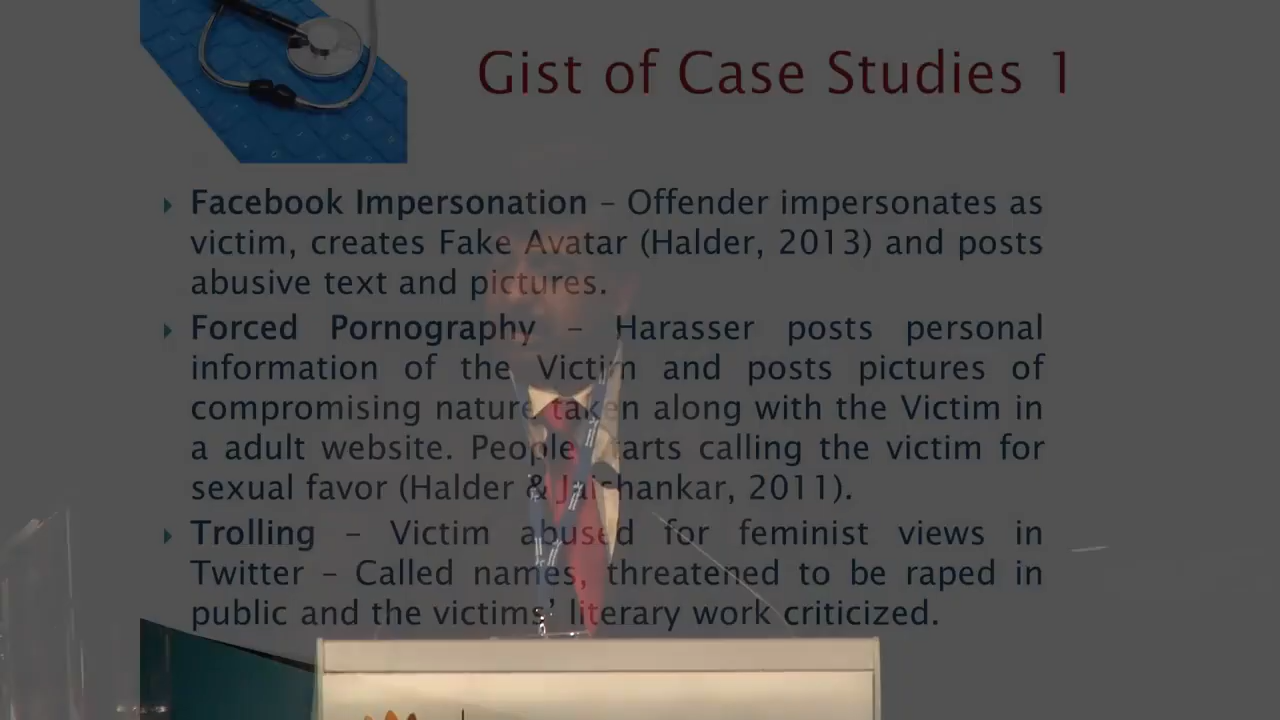 Gist of Case Studies 1
Facebook Impersonation – Offender impersonates as
victim, creates Fake Avatar (Halder, 2013) and posts
abusive text and pictures.
Forced Pornography – Harasser posts personal
information of the Victim and posts pictures of
compromising nature taken along with the Victim in
a adult website. People starts calling the victim for
sexual favor (Halder & Jaishankar, 2011).
Trolling – Victim abused for feminist views in
Twitter – Called names, threatened to be raped in
public and the victims’ literary work criticized.